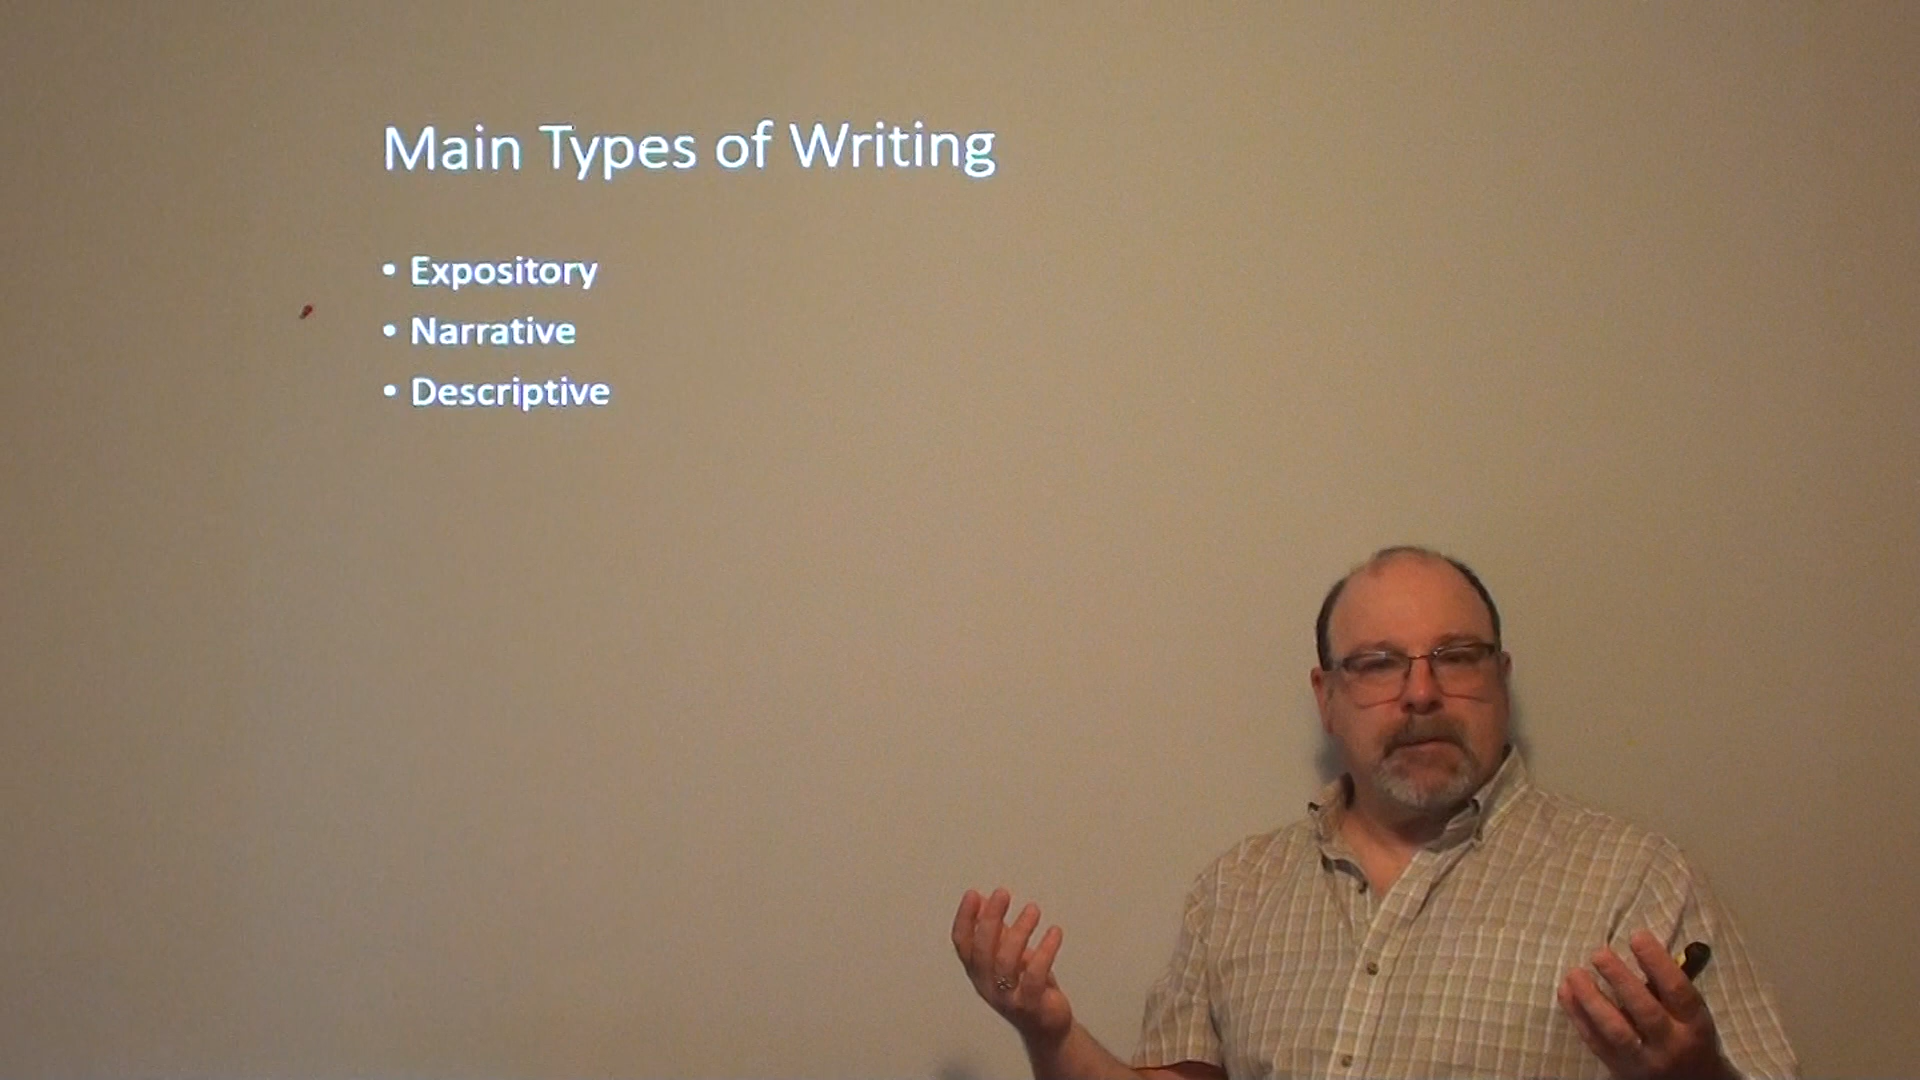 Main Types of Writing
• Expository
• Narrative
• Descriptive